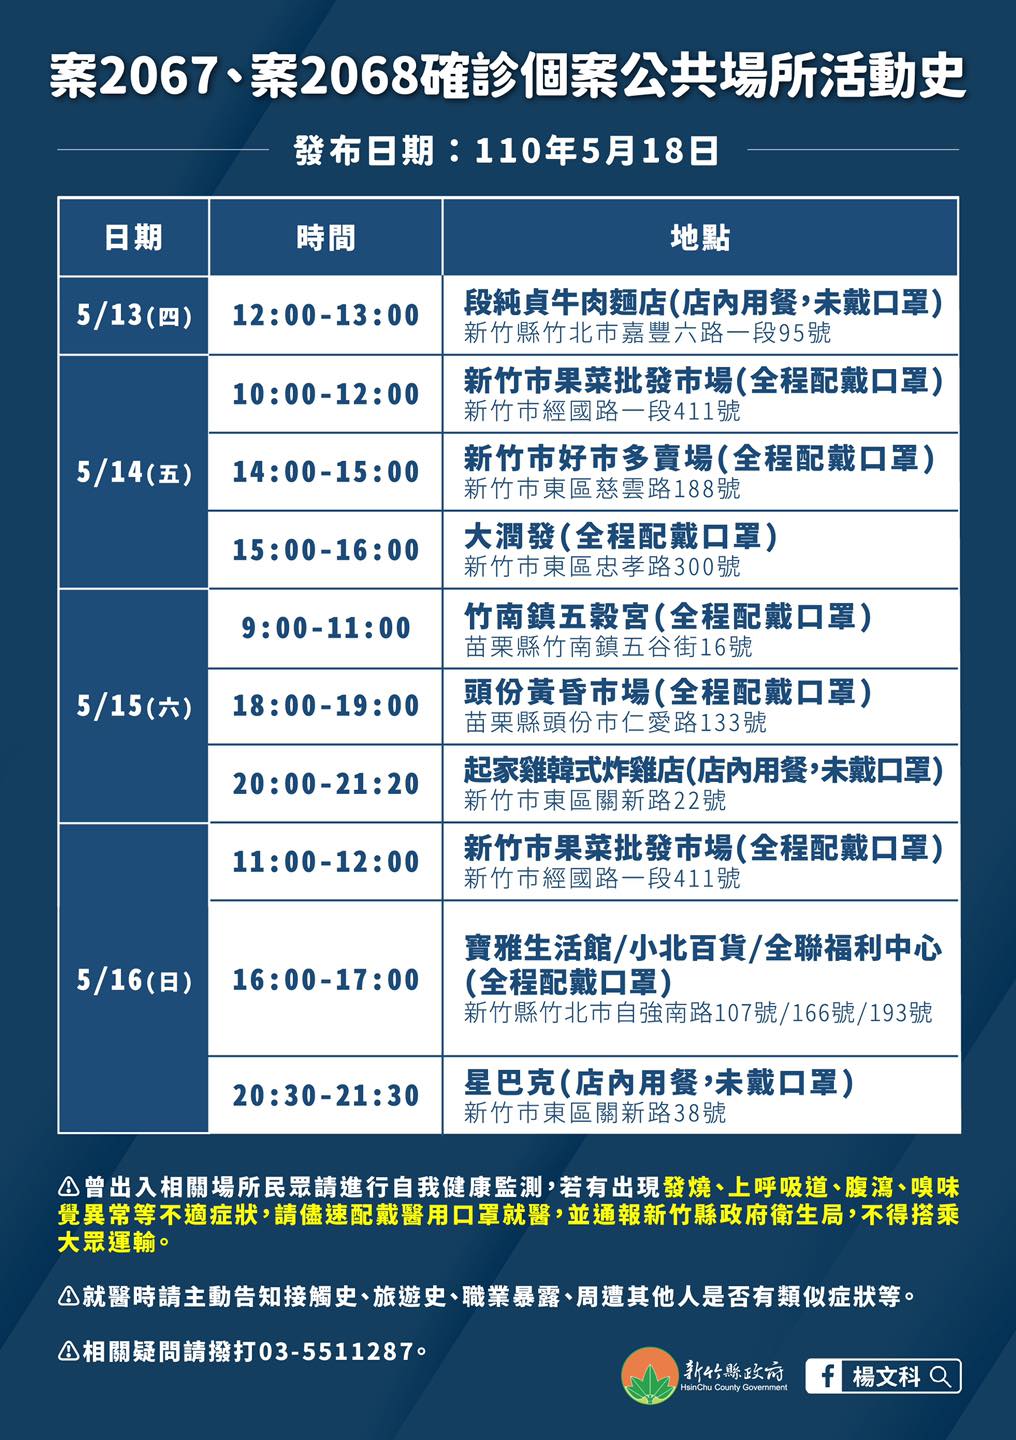 案2067、案2068確診個案公共場所活動史
發布日期：110年5月18日
日期 時間 地點
5/13(四) 12:00-13:00 段純貞牛肉麵店(店內用餐，未戴口罩)
新竹縣竹北市嘉豐六路一段95號
5/14(五) 10:00-12:00 新竹市果菜批發市場(全程配戴口罩)
新竹市經國路一段411號
14:00-15:00 新竹市好市多賣場(全程配戴口罩)
新竹市東區慈雲路188號
15:00-16:00 大潤發(全程配戴口罩)
新竹市東區忠孝路300號
5/15(六) 9:00-11:00 竹南鎮五穀宮(全程配戴口罩)
苗栗縣竹南鎮五谷街16號
18:00-19:00 頭份黃昏市場(全程配戴口罩)
苗栗縣頭份市仁愛路133號
20:00-21:20 起家雞韓式炸雞店(店內用餐，未戴口罩)
新竹市東區關新路22號
5/16(日) 11:00-12:00 新竹市果菜批發市場(全程配戴口罩)
新竹市經國路一段411號
16:00-17:00 寶雅生活館/小北百貨/全聯福利中心
(全程配戴口罩)
新竹縣竹北市自強南路107號/166號/193號
20:30-21:30 星巴克(店內用餐，未戴口罩)
新竹市東區關新路38號
⚠曾出入相關場所民眾請進行自我健康監測，若有出現發燒、上呼吸道、腹瀉、嗅味
覺異常等不適症狀，請儘速配戴醫用口罩就醫，並通報新竹縣政府衛生局，不得搭乘
大眾運輸。
⚠就醫時請主動告知接觸史、旅遊史、職業暴露、周遭其他人是否有類似症狀等。
⚠相關疑問請撥打03-5511287。
新竹縣政府
HsinChu County Government
f 楊文科